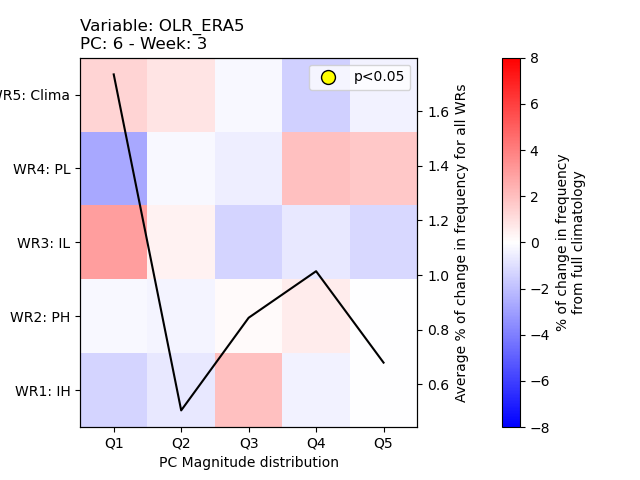 Variable: OLR_ERA5
PC: 6 - Week: 3
p<0.05
WR5: Clima
WR4: PL
WR3: IL
WR2: PH
WR1: IH
Q1 Q2 Q3 Q4 Q5
PC Magnitude distribution
1.6
1.4
1.2
1.0
0.8
0.6
Average % of change in frequency for all WRs
8
6
4
2
0
−2
−4
−6
−8
% of change in frequency
from full climatology